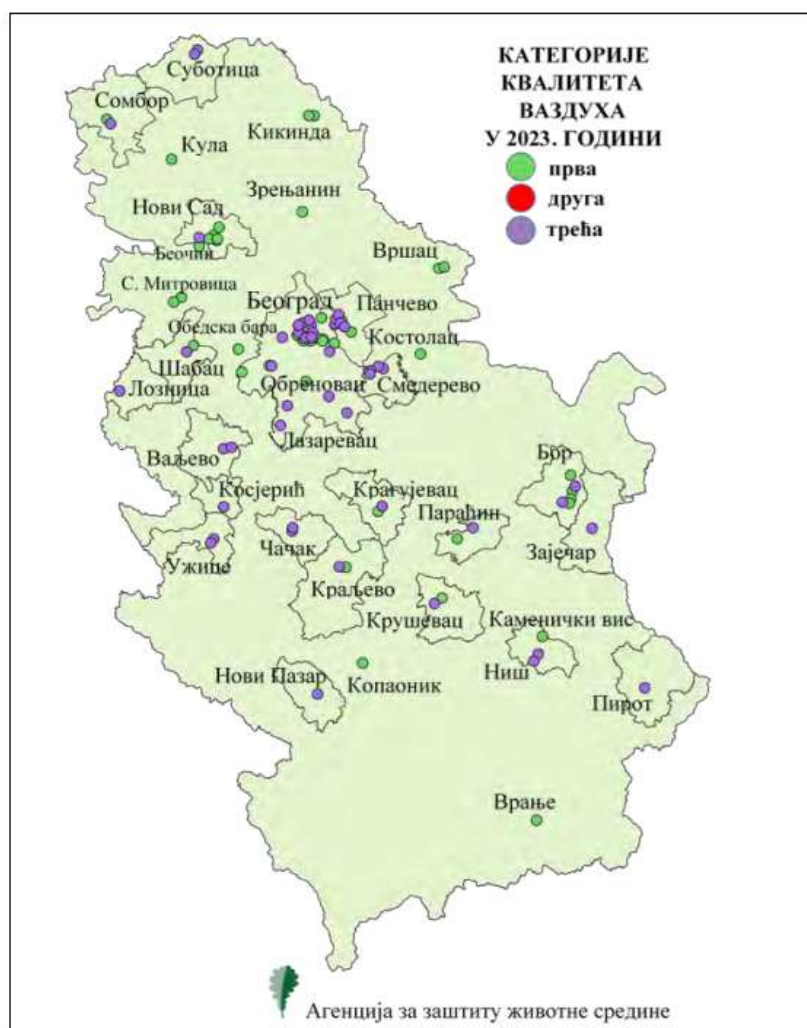 КАТЕГОРИЈЕ
КВАЛИТЕТА
ВАЗДУХА
У 2023. ГОДИНИ
прва
друга
трећа
Суботица
Сомбор
Кикинда
Кула
Зрењанин
Нови Сад
Беочин
Вршац
С. Митровица
Београд
Панчево
Обедска бара
Костолац
Шабац
Обреновац
Смедерево
Лозница
Лазаревац
Ваљево
Бор
Косјерић
Крагујевац
Параћин
Чачак
Зајечар
Ужице
Краљево
Крушевац
Каменички вис
Нови Пазар
Копаоник
Ниш
Пирот
Врање
Агенција за заштиту животне средине